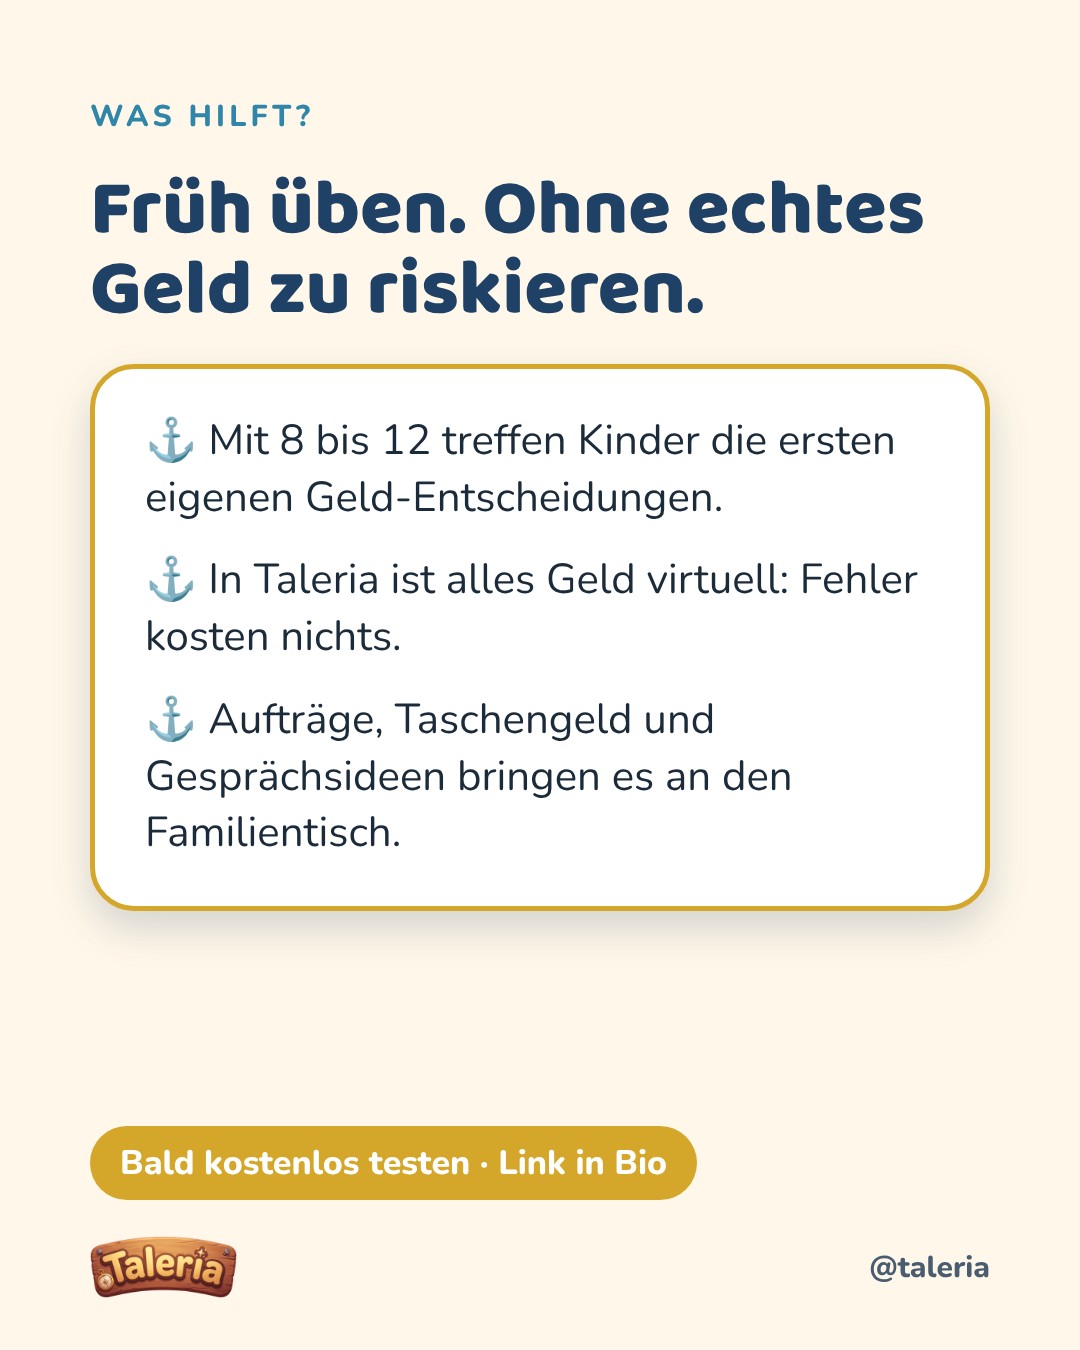 WAS HILFT?
Früh üben. Ohne echtes
Geld zu riskieren.
⚓ Mit 8 bis 12 treffen Kinder die ersten
eigenen Geld-Entscheidungen.
⚓ In Taleria ist alles Geld virtuell: Fehler
kosten nichts.
⚓ Aufträge, Taschengeld und
Gesprächsideen bringen es an den
Familientisch.
Bald kostenlos testen · Link in Bio
Taleria
@taleria